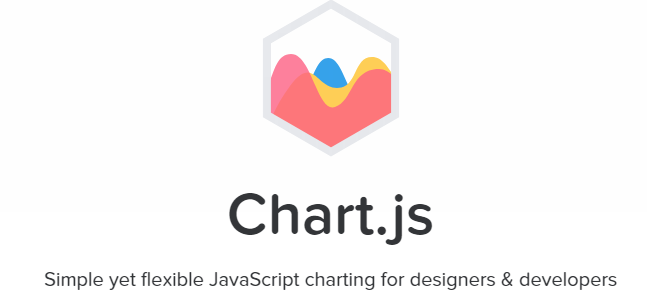 Chart.js
Simple yet flexible JavaScript charting for designers & developers